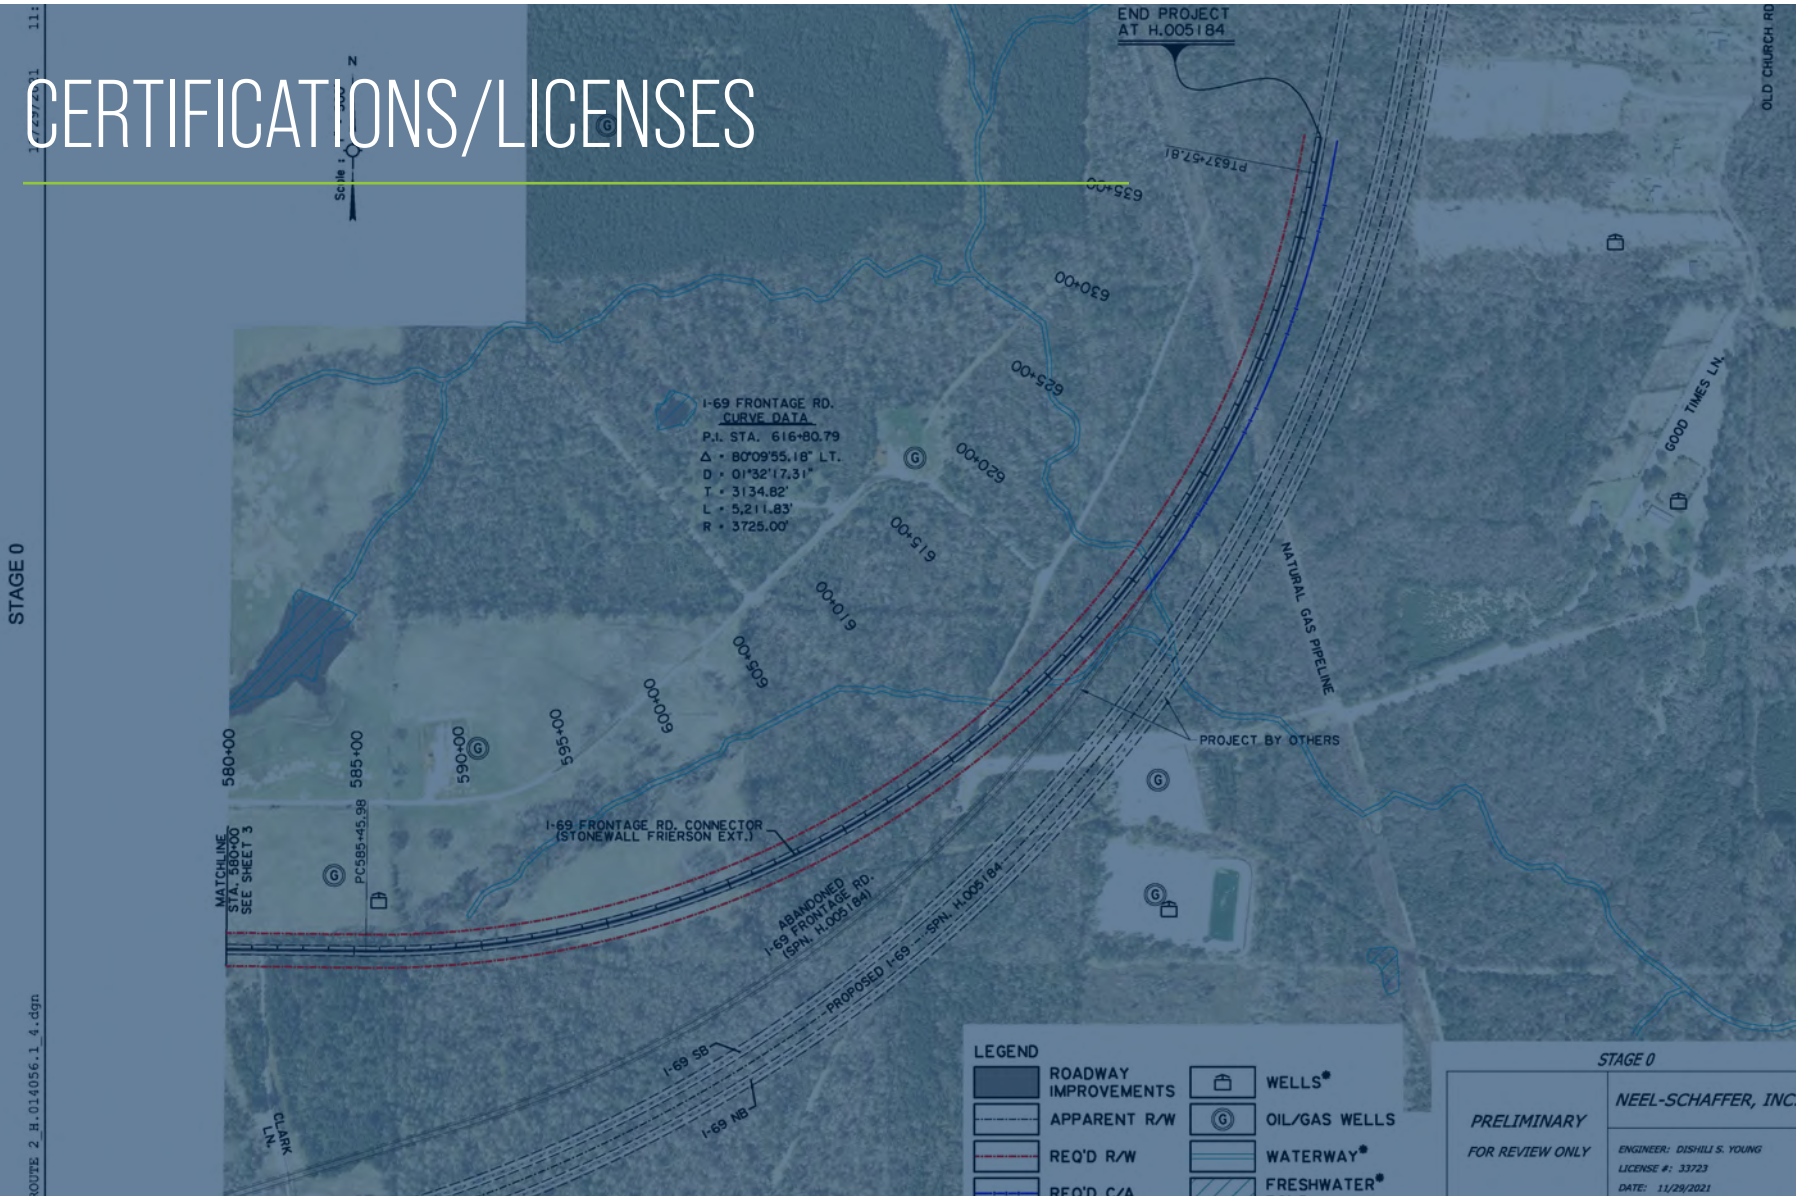 CERTIFICATIONS/LICENSES
N
END PROJECT
AT H.005184
OLD CHURCH RD
PT637+57.81
635+00
630+00
625+00
620+00
615+00
610+00
605+00
600+00
595+00
590+00
585+00
580+00
I-69 FRONTAGE RD.
CURVE DATA
P.I. STA. 616+80.79
Δ = 80°09'55.18" LT.
D = 01°32'17.31"
T = 3134.82'
L = 5,211.83'
R = 3725.00'
GOOD TIMES LN.
NATURAL GAS PIPELINE
PROJECT BY OTHERS
STAGE 0
PC585+45.98
MATCHLINE
STA. 580+00
SEE SHEET 3
I-69 FRONTAGE RD. CONNECTOR
(STONEWALL FRIERSON EXT.)
ABANDONED
I-69 FRONTAGE RD.
(SPN. H.005184)
PROPOSED I-69
SPN. H.005184
I-69 SB
I-69 NB
CLARK
LN.
ROUTE 2_H.014056.1_4.dgn
LEGEND
ROADWAY
IMPROVEMENTS
APPARENT R/W
REQ'D R/W
REQ'D C/A
WELLS*
G
OIL/GAS WELLS
WATERWAY*
FRESHWATER*
STAGE 0
PRELIMINARY
FOR REVIEW ONLY
NEEL-SCHAFFER, INC.
ENGINEER: DISHILI S. YOUNG
LICENSE #: 33723
DATE: 11/29/2021